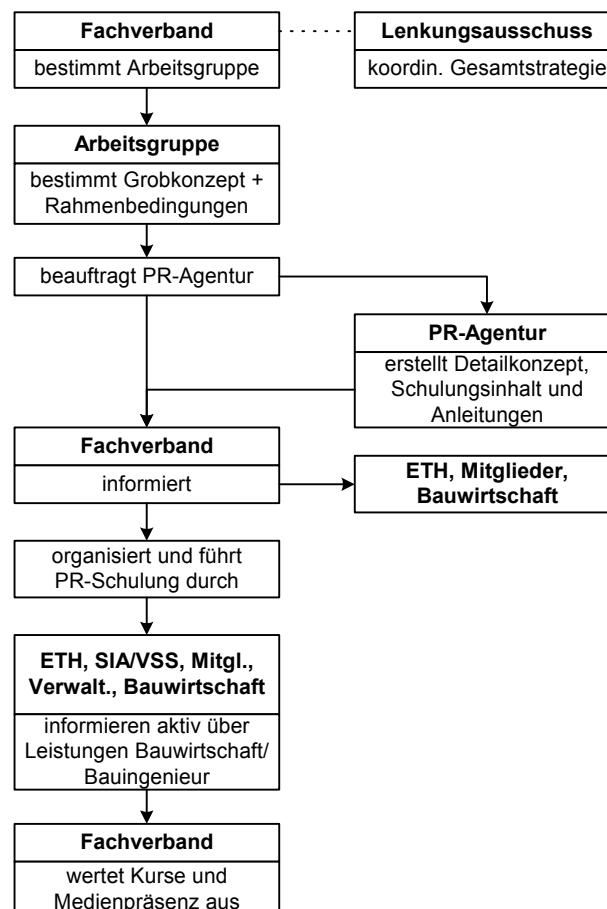 Fachverband
bestimmt Arbeitsgruppe
Lenkungsausschuss
koordin. Gesamtstrategie
Arbeitsgruppe
bestimmt Grobkonzept +
Rahmenbedingungen
beauftragt PR-Agentur
PR-Agentur
erstellt Detailkonzept,
Schulungsinhalt und
Anleitungen
Fachverband
informiert
ETH, Mitglieder,
Bauwirtschaft
organisiert und führt
PR-Schulung durch
ETH, SIA/VSS, Mitgl.,
Verwalt., Bauwirtschaft
informieren aktiv über
Leistungen Bauwirtschaft/
Bauingenieur
Fachverband
wertet Kurse und
Medienpräsenz aus